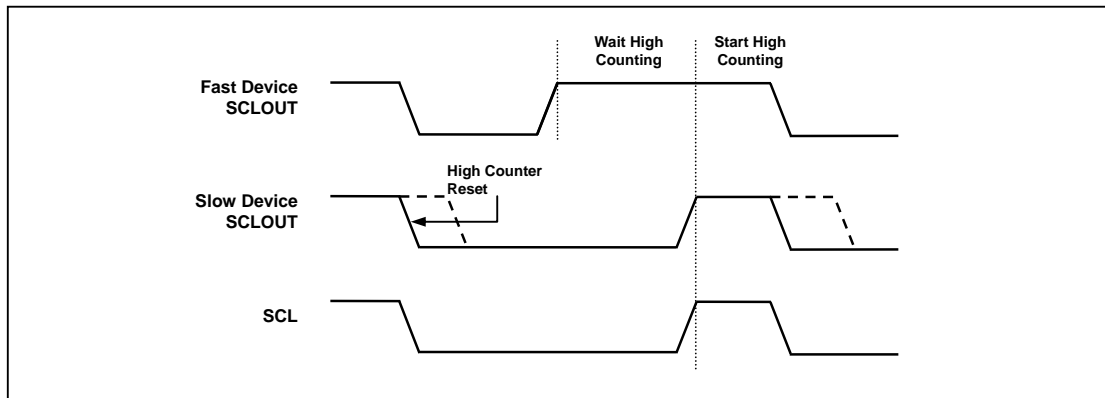 Wait High
Counting
Start High
Counting
Fast Device
SCLOUT
High Counter
Reset
Slow Device
SCLOUT
SCL